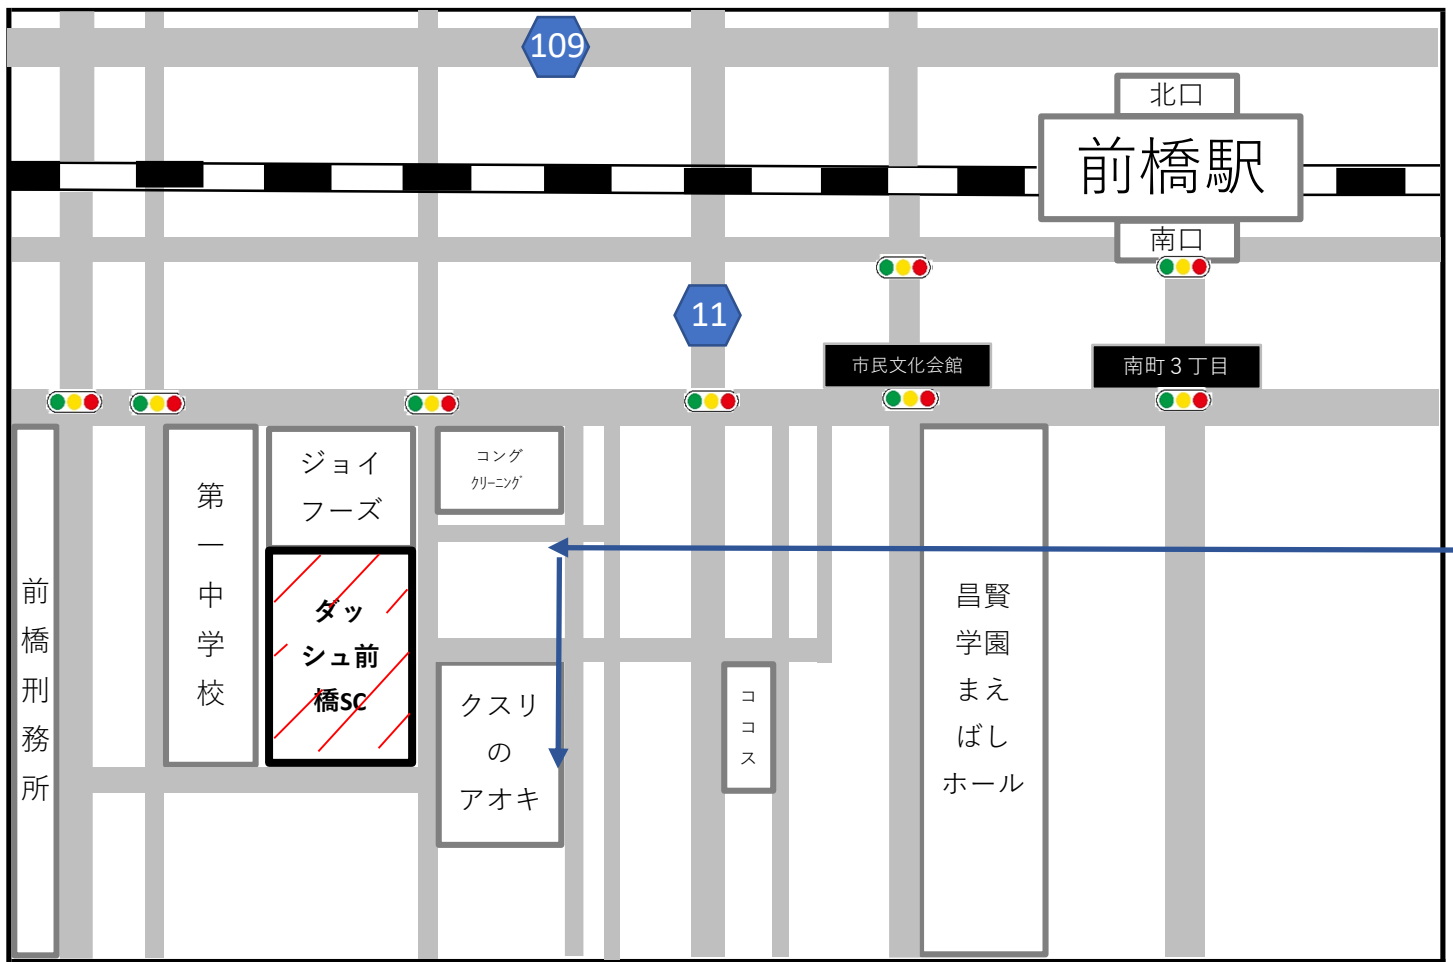 109
北口
前橋駅
南口
11
市民文化会館
南町３丁目
ジョイ
フーズ
コング
ｸﾘｰﾆﾝｸﾞ
第一中学校
前橋刑務所
ダッ
シュ前
橋SC
クスリ
の
アオキ
ココス
昌賢
学園
まえ
ばし
ホール